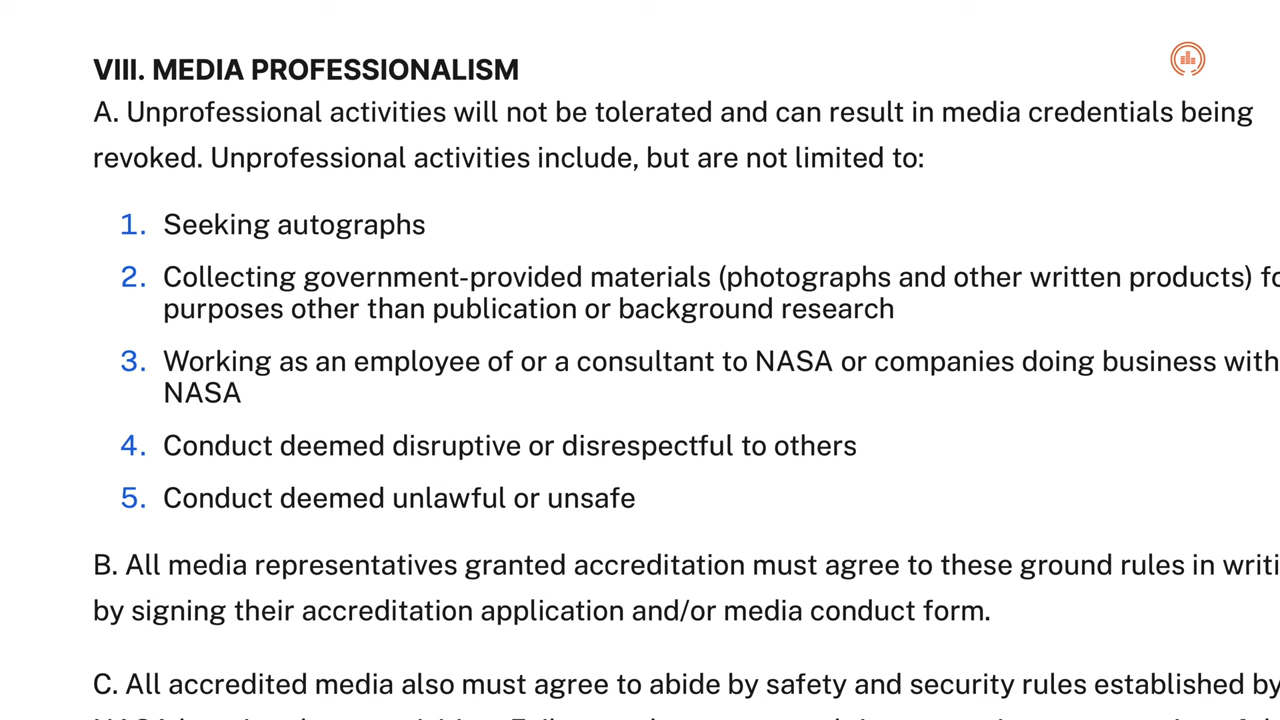 VIII. MEDIA PROFESSIONALISM
A. Unprofessional activities will not be tolerated and can result in media credentials being
revoked. Unprofessional activities include, but are not limited to:
1. Seeking autographs
2. Collecting government-provided materials (photographs and other written products)
purposes other than publication or background research
3. Working as an employee of or a consultant to NASA or companies doing business with
NASA
4. Conduct deemed disruptive or disrespectful to others
5. Conduct deemed unlawful or unsafe
B. All media representatives granted accreditation must agree to these ground rules in
by signing their accreditation application and/or media conduct form.
C. All accredited media also must agree to abide by safety and security rules established by